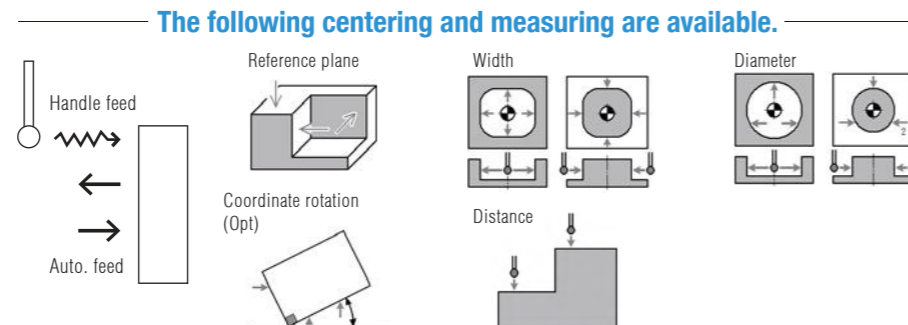 The following centering and measuring are available.
Handle feed
Auto. feed
Reference plane
Coordinate rotation
(Opt)
Width
Distance
Diameter
2